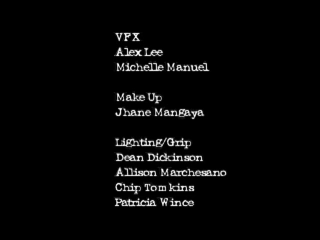 VFX
Alex Lee
Michelle Manuel
Make Up
Jhane Mangaya
Lighting/Grip
Dean Dickinson
Allison Marchesano
Chip Tomkins
Patricia Wince